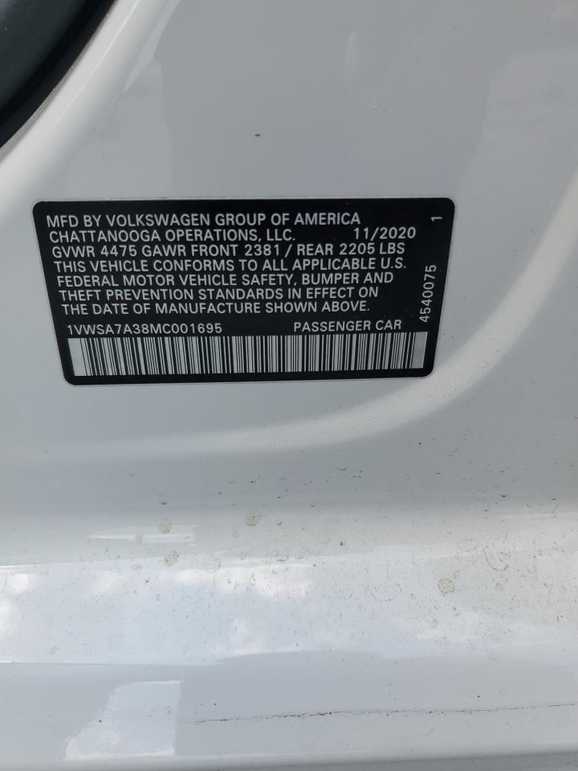 MFD BY VOLKSWAGEN GROUP OF AMERICA
CHATTANOOGA OPERATIONS, LLC. 11/2020 1
GVWR 4475 GAWR FRONT 2381 / REAR 2205 LBS
THIS VEHICLE CONFORMS TO ALL APPLICABLE U.S.
FEDERAL MOTOR VEHICLE SAFETY, BUMPER AND
THEFT PREVENTION STANDARDS IN EFFECT ON
THE DATE OF MANUFACTURE SHOWN ABOVE.
1VWSA7A38MC001695 PASSENGER CAR
4540075